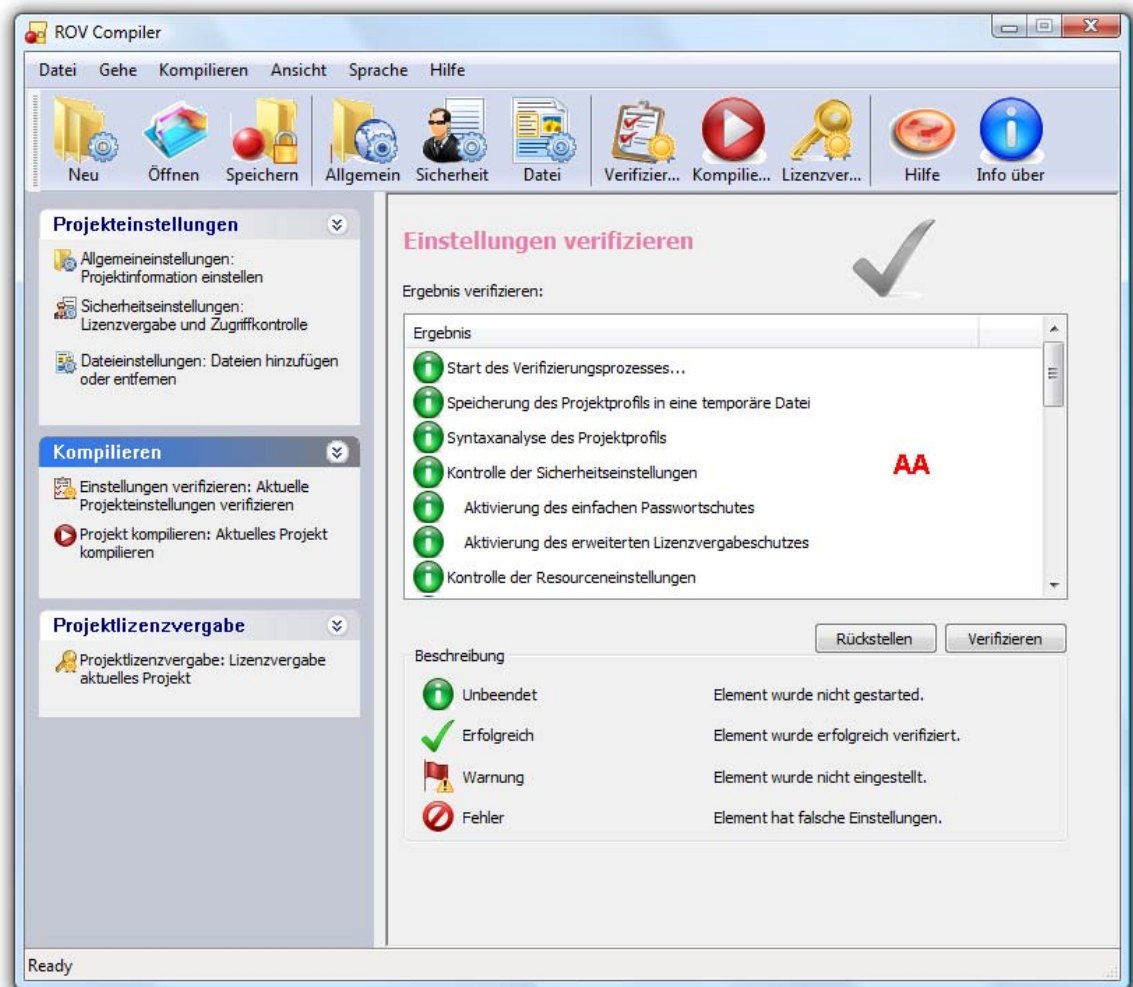 ROV Compiler
Datei Gehe Kompilieren Ansicht Sprache Hilfe
Neu Öffnen Speichern Allgemein Sicherheit Datei Verifizier... Kompilie... Lizenzver... Hilfe Info über
Projekteinstellungen
Allgemeineinstellungen:
Projektinformation einstellen
Sicherheitseinstellungen:
Lizenzvergabe und Zugriffkontrolle
Dateieinstellungen: Dateien hinzufügen
oder entfernen
Kompilieren
Einstellungen verifizieren: Aktuelle
Projekteinstellungen verifizieren
Projekt kompilieren: Aktuelles Projekt
kompilieren
Projektlizenzvergabe
Projektlizenzvergabe: Lizenzvergabe
aktuelles Projekt
Einstellungen verifizieren
Ergebnis verifizieren:
Ergebnis
Start des Verifizierungsprozesses...
Speicherung des Projektprofils in eine temporäre Datei
Syntaxanalyse des Projektprofils
Kontrolle der Sicherheitseinstellungen
AA
Aktivierung des einfachen Passwortschutes
Aktivierung des erweiterten Lizenzvergabeschutzes
Kontrolle der Resourceneinstellungen
Rückstellen Verifizieren
Beschreibung
Unbeendet Element wurde nicht gestarted.
Erfolgreich Element wurde erfolgreich verifiziert.
Warnung Element wurde nicht eingestellt.
Fehler Element hat falsche Einstellungen.
Ready